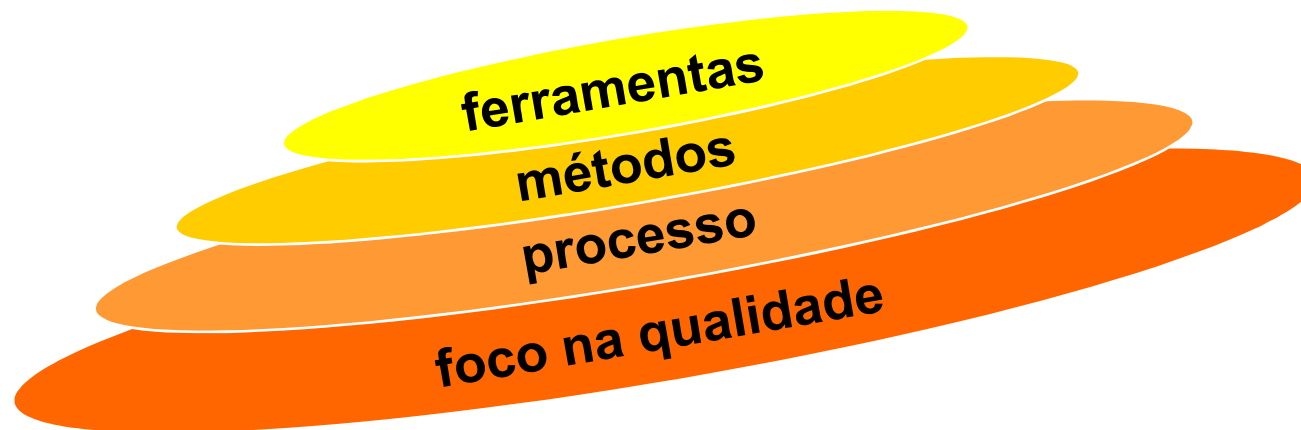 ferramentas
métodos
processo
foco na qualidade